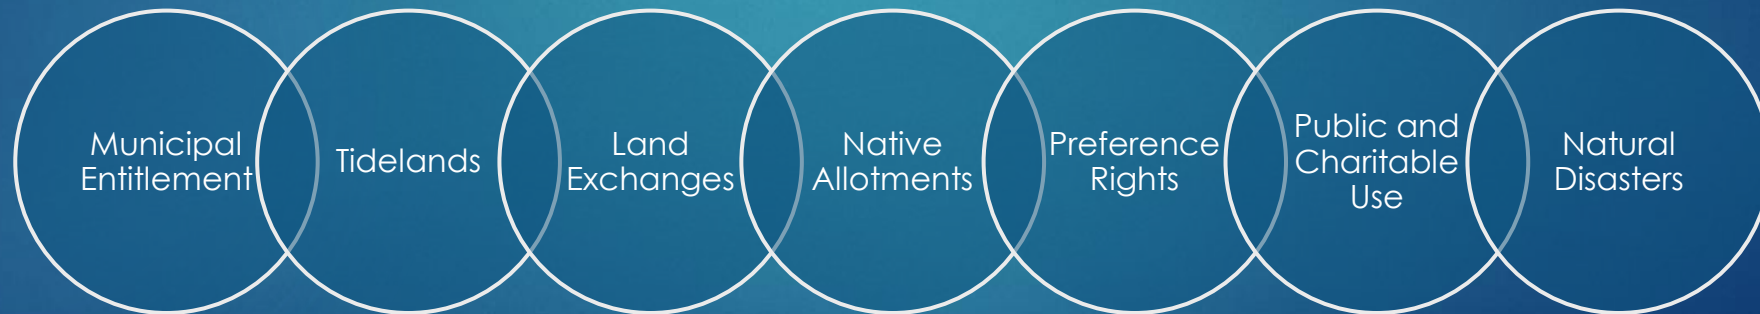 Municipal
Entitlement
Tidelands
Land
Exchanges
Native
Allotments
Preference
Rights
Public and
Charitable
Use
Natural
Disasters